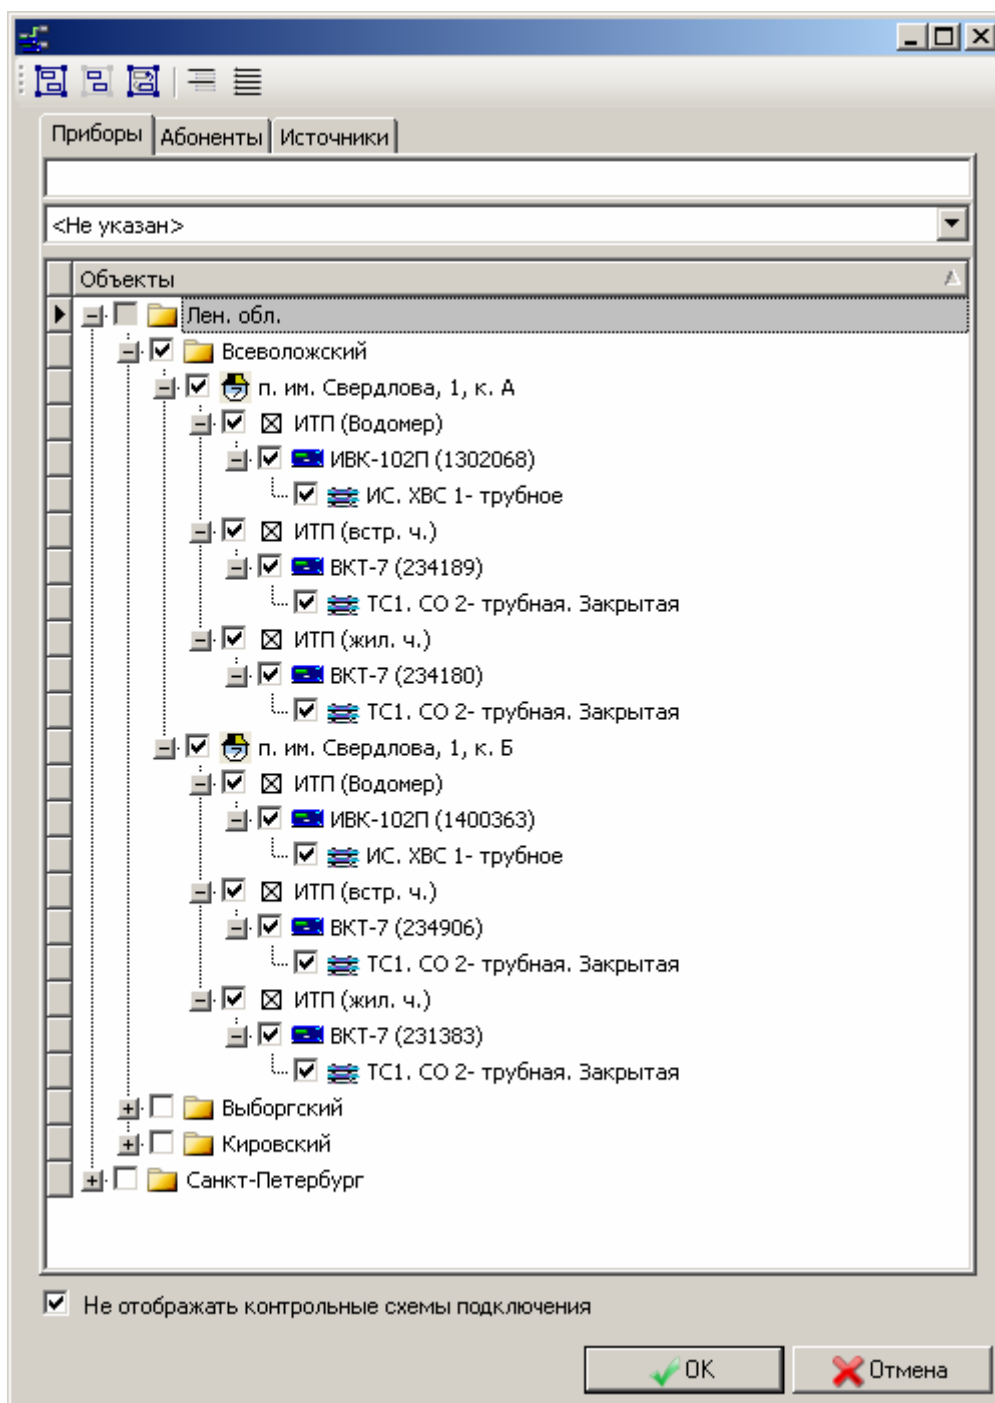 Приборы Абоненты Источники
<Не указан>
Объекты
Лен. обл.
Всеволожский
п. им. Свердлова, 1, к. А
ИТП (Водомер)
ИВК-102П (1302068)
ИС. ХВС 1- трубное
ИТП (встр. ч.)
ВКТ-7 (234189)
ТС1. СО 2- трубная. Закрытая
ИТП (жил. ч.)
ВКТ-7 (234180)
ТС1. СО 2- трубная. Закрытая
п. им. Свердлова, 1, к. Б
ИТП (Водомер)
ИВК-102П (1400363)
ИС. ХВС 1- трубное
ИТП (встр. ч.)
ВКТ-7 (234906)
ТС1. СО 2- трубная. Закрытая
ИТП (жил. ч.)
ВКТ-7 (231383)
ТС1. СО 2- трубная. Закрытая
Выборгский
Кировский
Санкт-Петербург
Не отображать контрольные схемы подключения
ОК Отмена